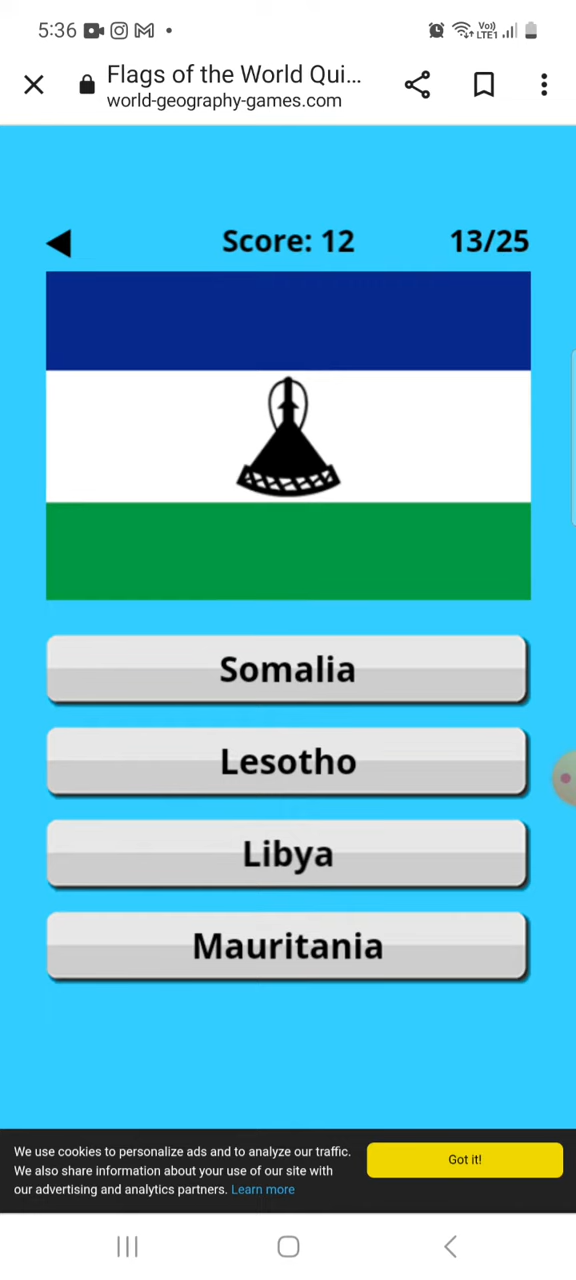 5:36
Vo))
LTE1
Flags of the World Qui...
world-geography-games.com
Score: 12
13/25
Somalia
Lesotho
Libya
Mauritania
We use cookies to personalize ads and to analyze our traffic.
We also share information about your use of our site with
our advertising and analytics partners. Learn more
Got it!